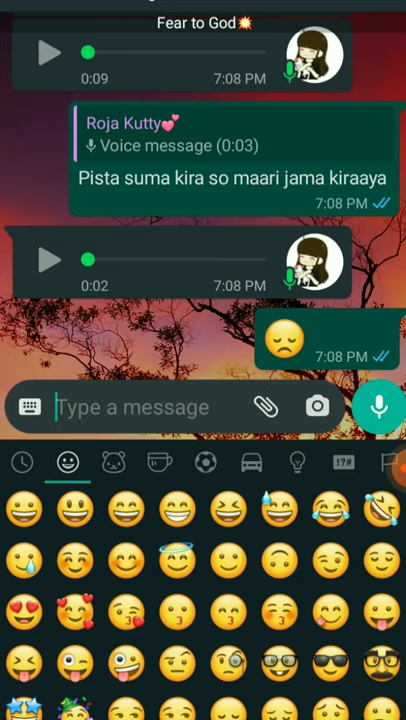 Fear to God💥
0:09 7:08 PM
Roja Kutty💕
Voice message (0:03)
Pista suma kira so maari jama kiraaya
7:08 PM
0:02 7:08 PM
7:08 PM
Type a message
!?#